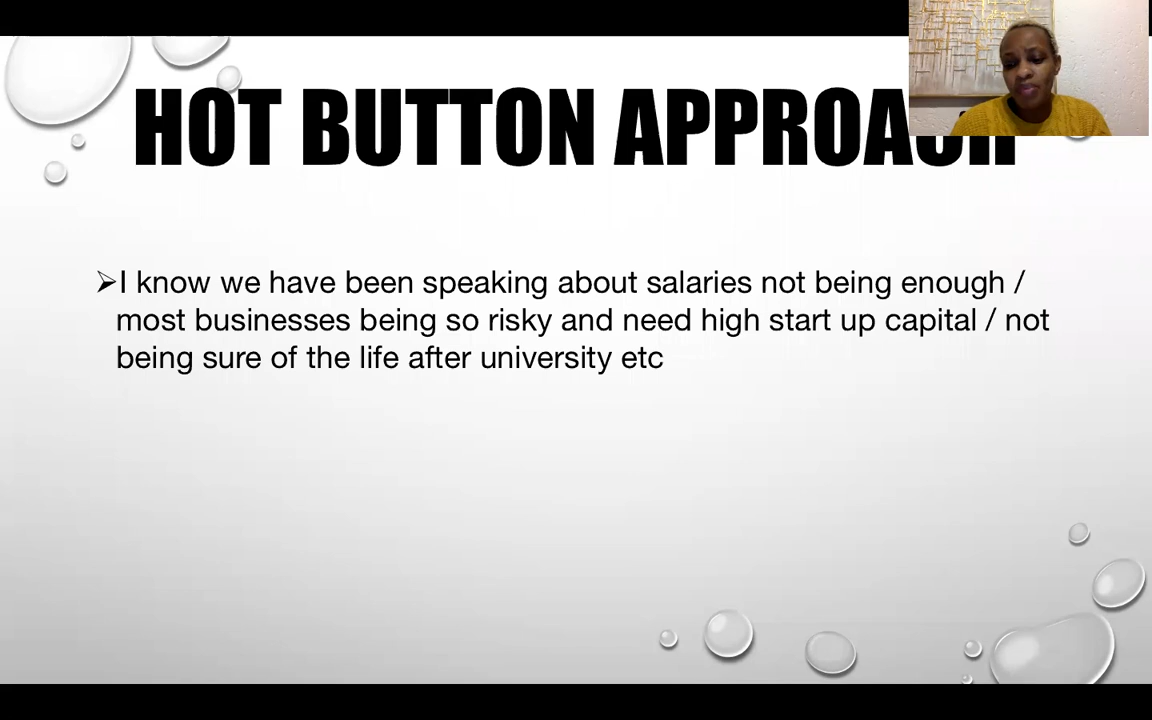 HOT BUTTON APPROACH
➢I know we have been speaking about salaries not being enough /
most businesses being so risky and need high start up capital / not
being sure of the life after university etc